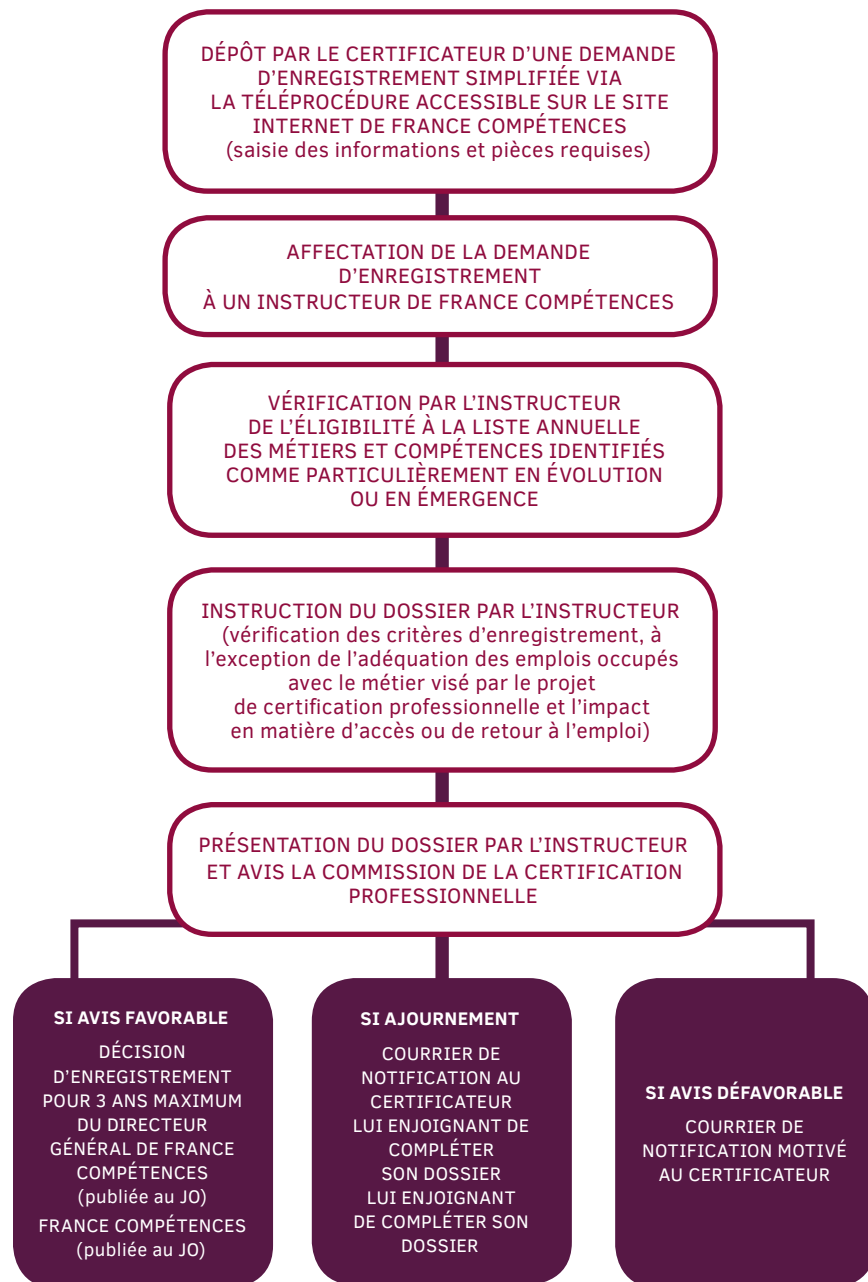 DÉPÔT PAR LE CERTIFICATEUR D’UNE DEMANDE
D’ENREGISTREMENT SIMPLIFIÉE VIA
LA TÉLÉPROCÉDURE ACCESSIBLE SUR LE SITE
INTERNET DE FRANCE COMPÉTENCES
(saisie des informations et pièces requises)
AFFECTATION DE LA DEMANDE
D’ENREGISTREMENT
À UN INSTRUCTEUR DE FRANCE COMPÉTENCES
VÉRIFICATION PAR L’INSTRUCTEUR
DE L’ÉLIGIBILITÉ À LA LISTE ANNUELLE
DES MÉTIERS ET COMPÉTENCES IDENTIFIÉS
COMME PARTICULIÈREMENT EN ÉVOLUTION
OU EN ÉMERGENCE
INSTRUCTION DU DOSSIER PAR L’INSTRUCTEUR
(vérification des critères d’enregistrement, à
l’exception de l’adéquation des emplois occupés
avec le métier visé par le projet
de certification professionnelle et l’impact
en matière d’accès ou de retour à l’emploi)
PRÉSENTATION DU DOSSIER PAR L’INSTRUCTEUR
ET AVIS LA COMMISSION DE LA CERTIFICATION
PROFESSIONNELLE
SI AVIS FAVORABLE
DÉCISION
D’ENREGISTREMENT
POUR 3 ANS MAXIMUM
DU DIRECTEUR
GÉNÉRAL DE FRANCE
COMPÉTENCES
(publiée au JO)
FRANCE COMPÉTENCES
(publiée au JO)
SI AJOURNEMENT
COURRIER DE
NOTIFICATION AU
CERTIFICATEUR
LUI ENJOIGNANT DE
COMPLÉTER
SON DOSSIER
LUI ENJOIGNANT
DE COMPLÉTER SON
DOSSIER
SI AVIS DÉFAVORABLE
COURRIER DE
NOTIFICATION MOTIVÉ
AU CERTIFICATEUR